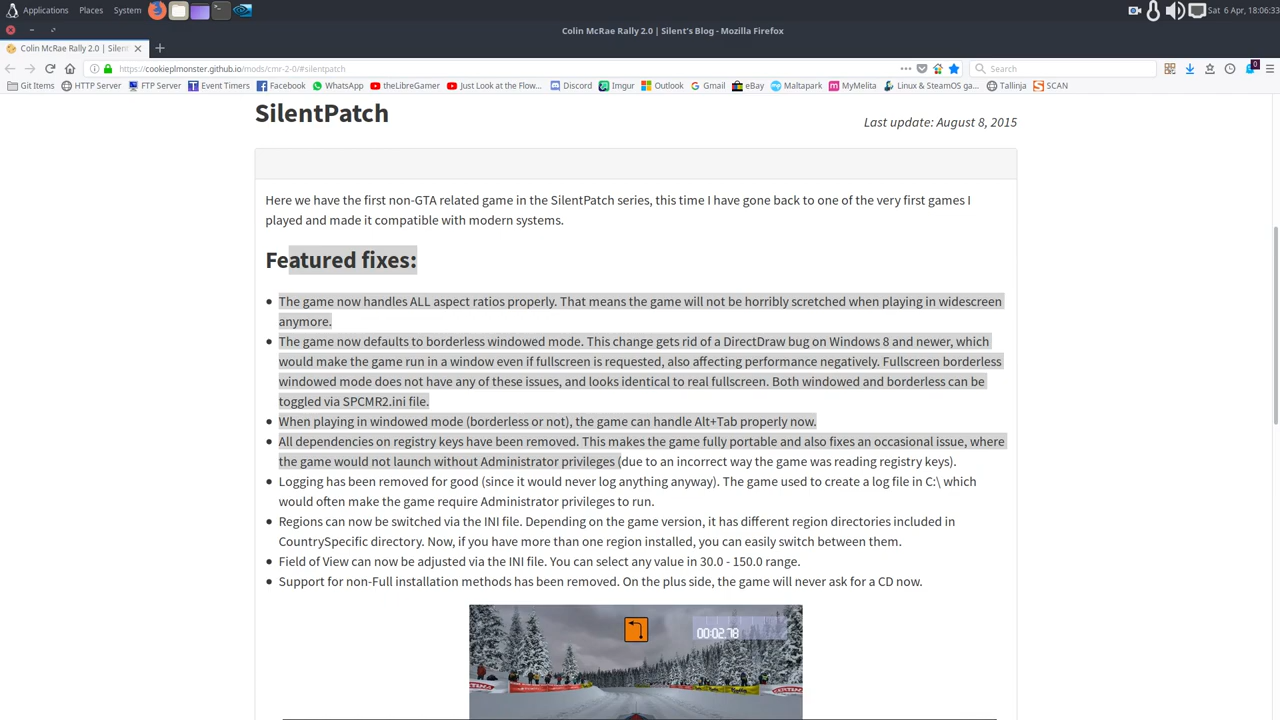 Applications Places System
Sat 6 Apr, 18:06:33
Colin McRae Rally 2.0 | Silent's Blog - Mozilla Firefox
Colin McRae Rally 2.0 | Silent
https://cookieplmonster.github.io/mods/cmr-2-0/#silentpatch
Search
0
Git Items HTTP Server FTP Server Event Timers Facebook WhatsApp theLibreGamer Just Look at the Flow... Discord Imgur Outlook Gmail eBay Maltapark MyMelita Linux & SteamOS ga... Tallinja SCAN
SilentPatch
Last update: August 8, 2015
Here we have the first non-GTA related game in the SilentPatch series, this time I have gone back to one of the very first games I
played and made it compatible with modern systems.
Featured fixes:
• The game now handles ALL aspect ratios properly. That means the game will not be horribly scretched when playing in widescreen
anymore.
• The game now defaults to borderless windowed mode. This change gets rid of a DirectDraw bug on Windows 8 and newer, which
would make the game run in a window even if fullscreen is requested, also affecting performance negatively. Fullscreen borderless
windowed mode does not have any of these issues, and looks identical to real fullscreen. Both windowed and borderless can be
toggled via SPCMR2.ini file.
• When playing in windowed mode (borderless or not), the game can handle Alt+Tab properly now.
• All dependencies on registry keys have been removed. This makes the game fully portable and also fixes an occasional issue, where
the game would not launch without Administrator privileges (due to an incorrect way the game was reading registry keys).
• Logging has been removed for good (since it would never log anything anyway). The game used to create a log file in C:\ which
would often make the game require Administrator privileges to run.
• Regions can now be switched via the INI file. Depending on the game version, it has different region directories included in
CountrySpecific directory. Now, if you have more than one region installed, you can easily switch between them.
• Field of View can now be adjusted via the INI file. You can select any value in 30.0 - 150.0 range.
• Support for non-Full installation methods has been removed. On the plus side, the game will never ask for a CD now.
00:02.78